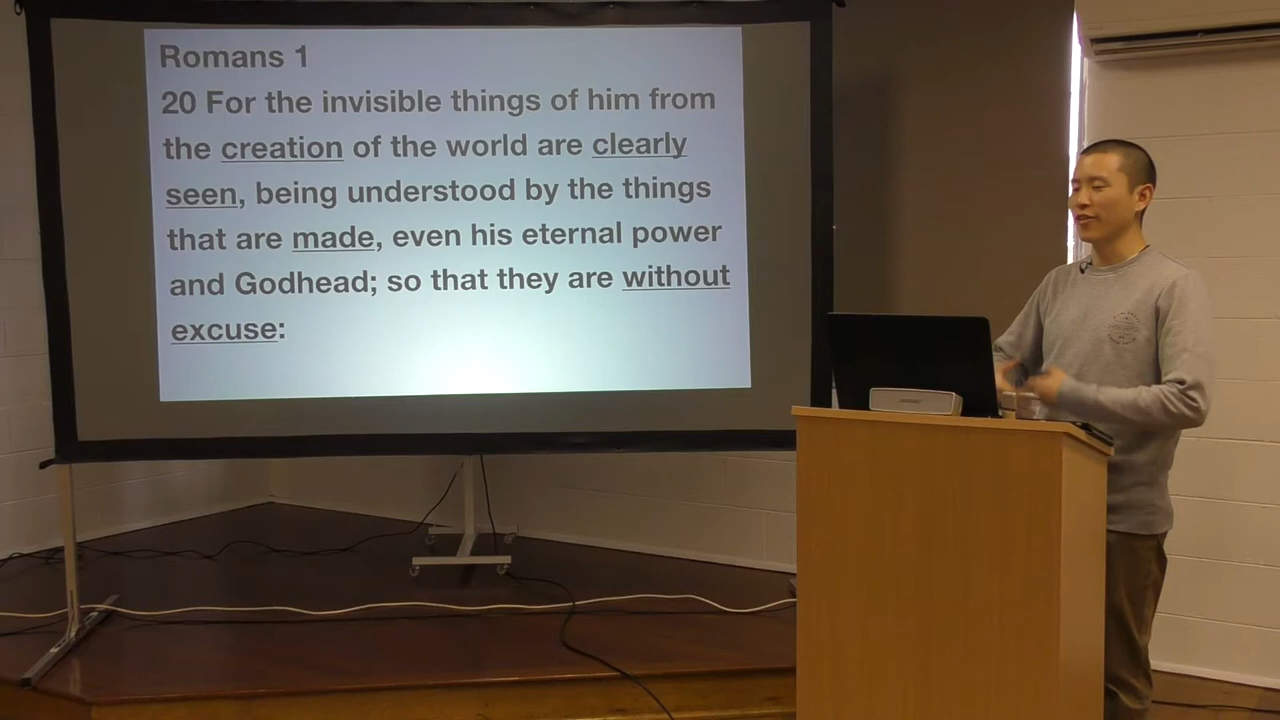 Romans 1
20 For the invisible things of him from
the creation of the world are clearly
seen, being understood by the things
that are made, even his eternal power
and Godhead; so that they are without
excuse: